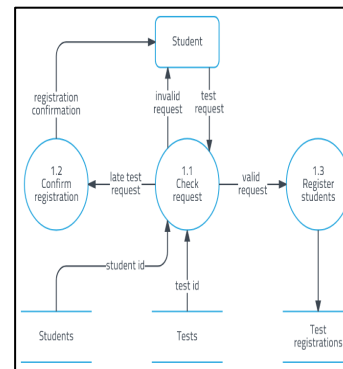 Student
registration
confirmation
invalid
request
test
request
1.2
Confirm
registration
late test
request
1.1
Check
request
valid
request
1.3
Register
students
student id
test id
Students
Tests
Test
registrations